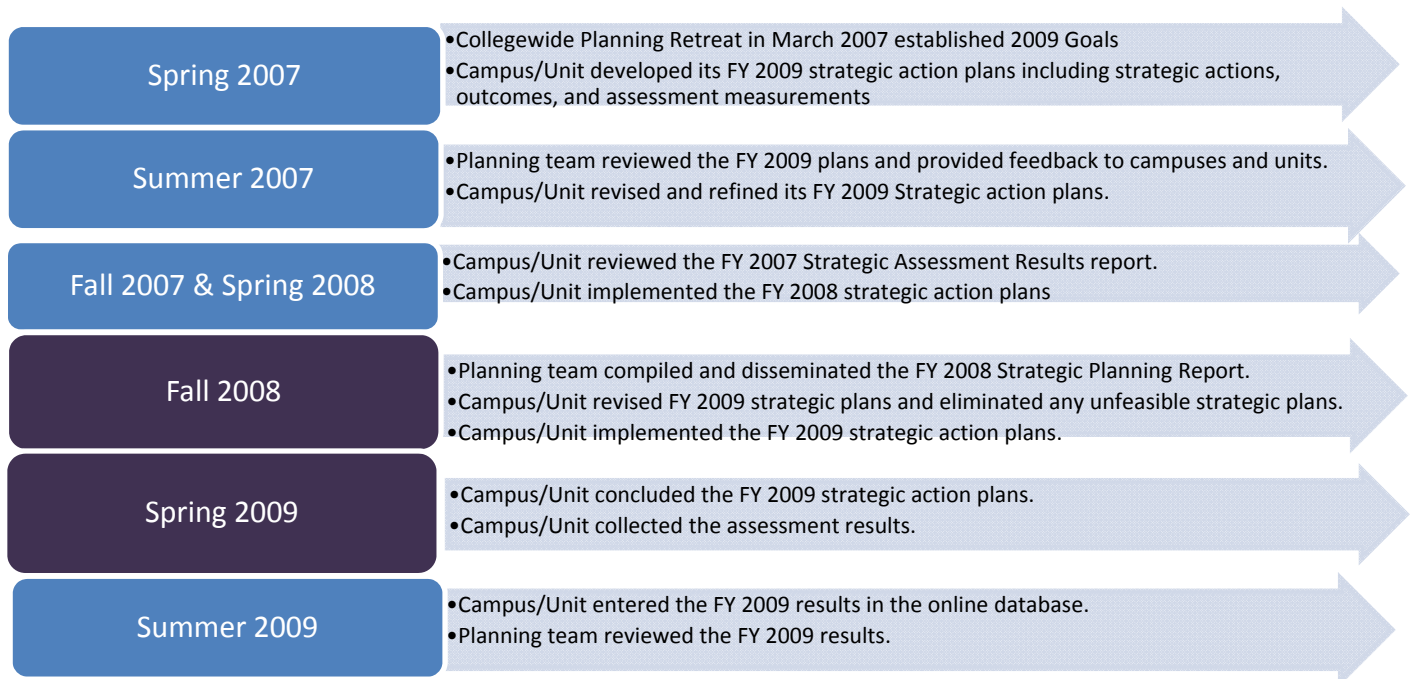 Spring 2007
•Collegewide Planning Retreat in March 2007 established 2009 Goals
•Campus/Unit developed its FY 2009 strategic action plans including strategic actions,
outcomes, and assessment measurements
Summer 2007
•Planning team reviewed the FY 2009 plans and provided feedback to campuses and units.
•Campus/Unit revised and refined its FY 2009 Strategic action plans.
Fall 2007 & Spring 2008
•Campus/Unit reviewed the FY 2007 Strategic Assessment Results report.
•Campus/Unit implemented the FY 2008 strategic action plans
Fall 2008
•Planning team compiled and disseminated the FY 2008 Strategic Planning Report.
•Campus/Unit revised FY 2009 strategic plans and eliminated any unfeasible strategic plans.
•Campus/Unit implemented the FY 2009 strategic action plans.
Spring 2009
•Campus/Unit concluded the FY 2009 strategic action plans.
•Campus/Unit collected the assessment results.
Summer 2009
•Campus/Unit entered the FY 2009 results in the online database.
•Planning team reviewed the FY 2009 results.